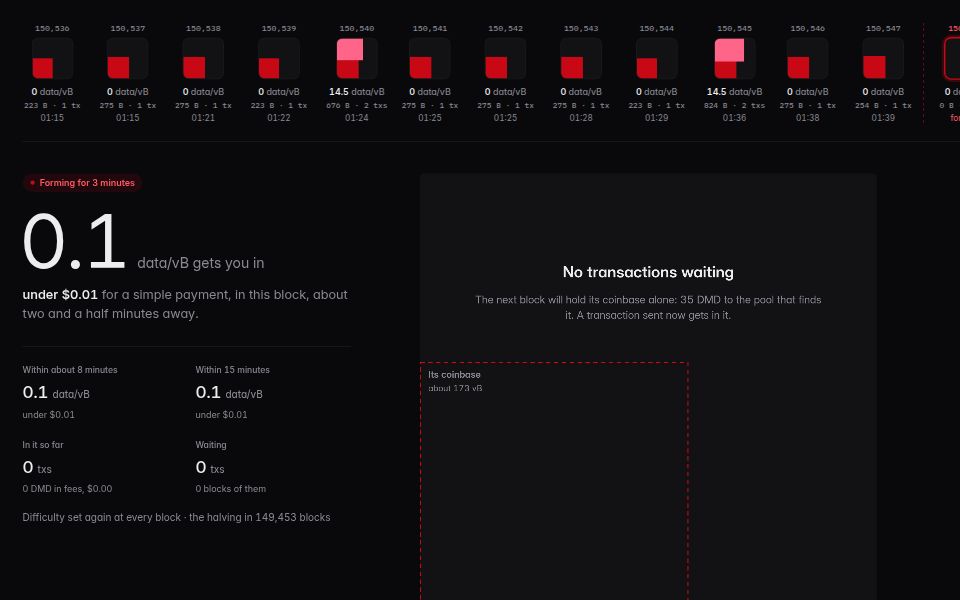 150,536 150,537 150,538 150,539 150,540 150,541 150,542 150,543 150,544 150,545 150,546 150,547
0 data/vB 0 data/vB 0 data/vB 0 data/vB 14.5 data/vB 0 data/vB 0 data/vB 0 data/vB 0 data/vB 14.5 data/vB 0 data/vB 0 data/vB 0
223 B · 1 tx 275 B · 1 tx 275 B · 1 tx 223 B · 1 tx 676 B · 2 txs 275 B · 1 tx 275 B · 1 tx 275 B · 1 tx 223 B · 1 tx 824 B · 2 txs 275 B · 1 tx 254 B · 1 tx 0 B
01:15 01:15 01:21 01:22 01:24 01:25 01:25 01:28 01:29 01:36 01:38 01:39
Forming for 3 minutes
0.1 data/vB gets you in
under $0.01 for a simple payment, in this block, about
two and a half minutes away.
Within about 8 minutes Within 15 minutes
0.1 data/vB 0.1 data/vB
under $0.01 under $0.01
In it so far Waiting
0 txs 0 txs
0 DMD in fees, $0.00 0 blocks of them
Difficulty set again at every block · the halving in 149,453 blocks
No transactions waiting
The next block will hold its coinbase alone: 35 DMD to the pool that finds
it. A transaction sent now gets in it.
Its coinbase
about 173 vB